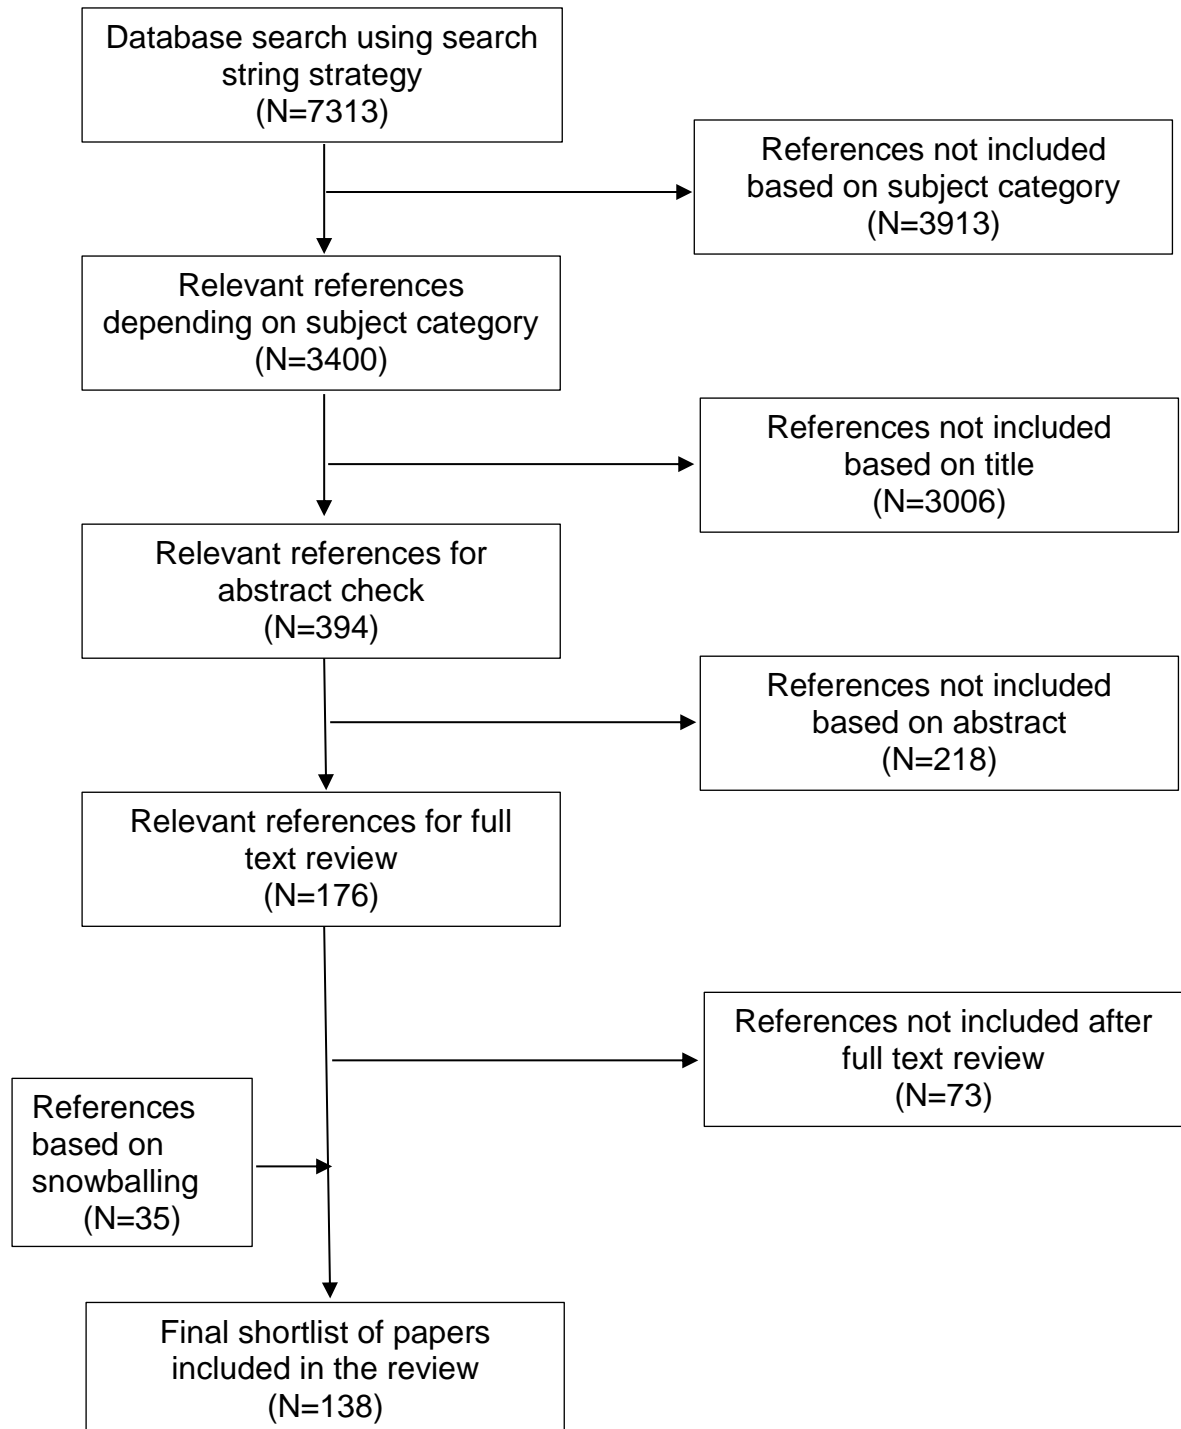 Database search using search
string strategy
(N=7313)
References not included
based on subject category
(N=3913)
Relevant references
depending on subject category
(N=3400)
References not included
based on title
(N=3006)
Relevant references for
abstract check
(N=394)
References not included
based on abstract
(N=218)
Relevant references for full
text review
(N=176)
References not included after
full text review
(N=73)
References
based on
snowballing
(N=35)
Final shortlist of papers
included in the review
(N=138)